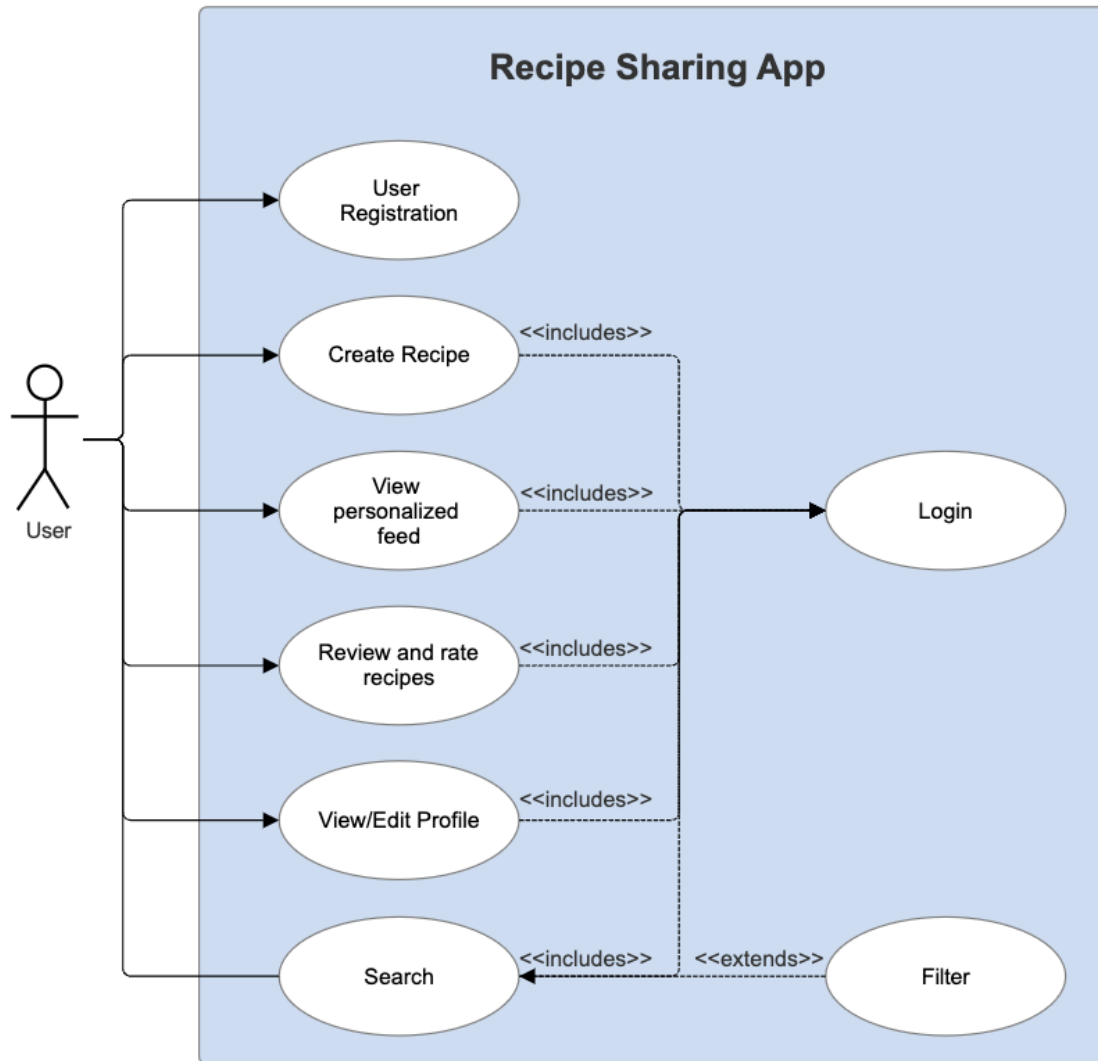 Recipe Sharing App
User
Registration
Create Recipe
<<includes>>
User
View
personalized
feed
<<includes>>
Login
Review and rate
recipes
<<includes>>
View/Edit Profile
<<includes>>
Search
<<includes>>
<<extends>>
Filter